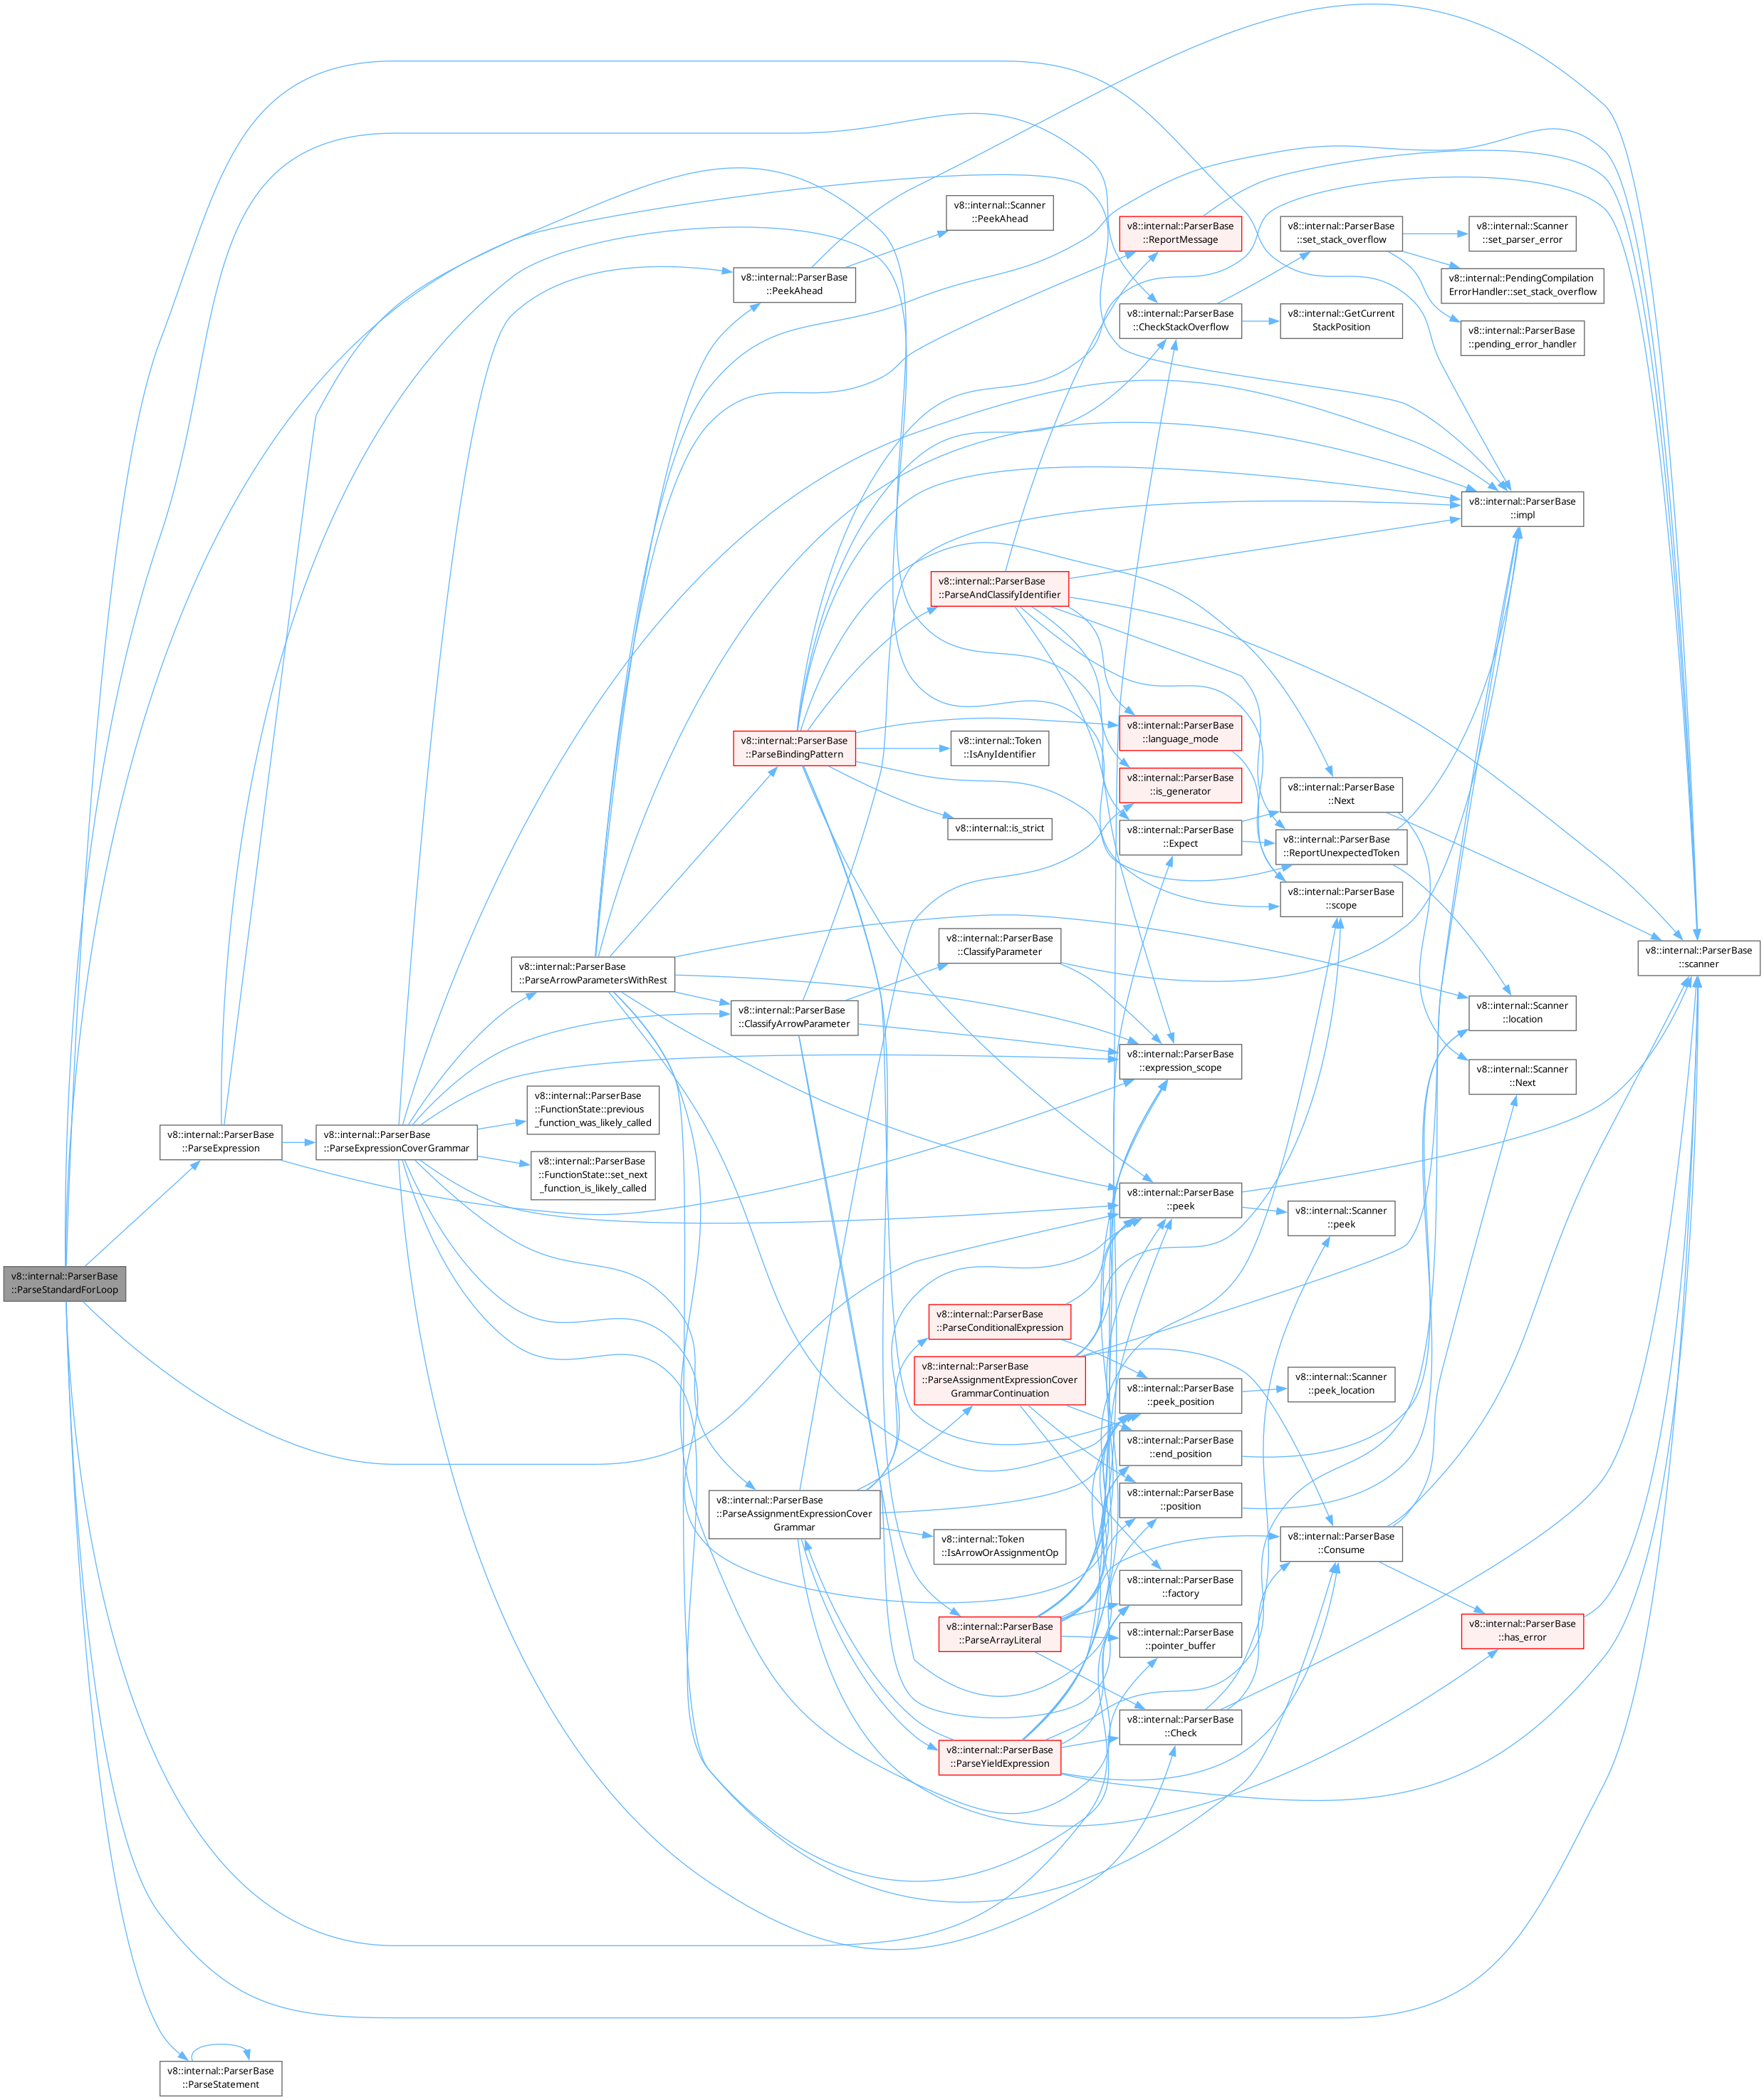 v8::internal::ParserBase
::ParseStandardForLoop
v8::internal::ParserBase
::ParseExpression
v8::internal::ParserBase
::ParseStatement
v8::internal::ParserBase
::ParseExpressionCoverGrammar
v8::internal::ParserBase
::ParseArrowParametersWithRest
v8::internal::ParserBase
::FunctionState::previous
_function_was_likely_called
v8::internal::ParserBase
::FunctionState::set_next
_function_is_likely_called
v8::internal::ParserBase
::PeekAhead
v8::internal::ParserBase
::ParseBindingPattern
v8::internal::ParserBase
::ClassifyArrowParameter
v8::internal::ParserBase
::ParseAssignmentExpressionCover
Grammar
v8::internal::Scanner
::PeekAhead
v8::internal::ParserBase
::ParseAndClassifyIdentifier
v8::internal::Token
::IsAnyIdentifier
v8::internal::is_strict
v8::internal::ParserBase
::ClassifyParameter
v8::internal::ParserBase
::ParseConditionalExpression
v8::internal::ParserBase
::ParseAssignmentExpressionCover
GrammarContinuation
v8::internal::Token
::IsArrowOrAssignmentOp
v8::internal::ParserBase
::ParseArrayLiteral
v8::internal::ParserBase
::ParseYieldExpression
v8::internal::ParserBase
::ReportMessage
v8::internal::ParserBase
::CheckStackOverflow
v8::internal::ParserBase
::language_mode
v8::internal::ParserBase
::is_generator
v8::internal::ParserBase
::Expect
v8::internal::ParserBase
::expression_scope
v8::internal::ParserBase
::peek
v8::internal::ParserBase
::peek_position
v8::internal::ParserBase
::end_position
v8::internal::ParserBase
::position
v8::internal::ParserBase
::factory
v8::internal::ParserBase
::pointer_buffer
v8::internal::ParserBase
::Check
v8::internal::ParserBase
::set_stack_overflow
v8::internal::GetCurrent
StackPosition
v8::internal::ParserBase
::Next
v8::internal::ParserBase
::ReportUnexpectedToken
v8::internal::ParserBase
::scope
v8::internal::Scanner
::peek
v8::internal::Scanner
::peek_location
v8::internal::ParserBase
::Consume
v8::internal::Scanner
::set_parser_error
v8::internal::PendingCompilation
ErrorHandler::set_stack_overflow
v8::internal::ParserBase
::pending_error_handler
v8::internal::ParserBase
::impl
v8::internal::Scanner
::location
v8::internal::Scanner
::Next
v8::internal::ParserBase
::has_error
v8::internal::ParserBase
::scanner